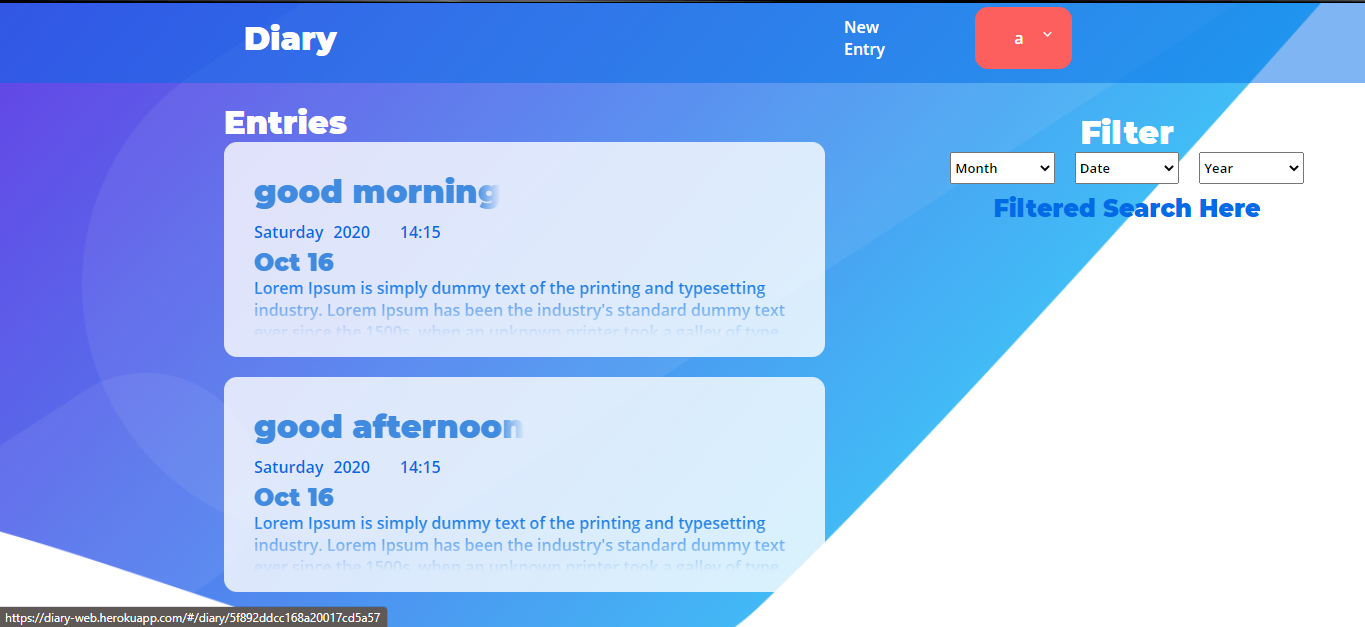 Diary
New
Entry
a
Entries
good morning
Saturday 2020 14:15
Oct 16
Lorem Ipsum is simply dummy text of the printing and typesetting
industry. Lorem Ipsum has been the industry's standard dummy text
ever since the 1500s, when an unknown printer took a galley of type
good afternoon
Saturday 2020 14:15
Oct 16
Lorem Ipsum is simply dummy text of the printing and typesetting
industry. Lorem Ipsum has been the industry's standard dummy text
ever since the 1500s, when an unknown printer took a galley of type
Filter
Month Date Year
Filtered Search Here
https://diary-web.herokuapp.com/#/diary/5f892ddcc168a20017cd5a57